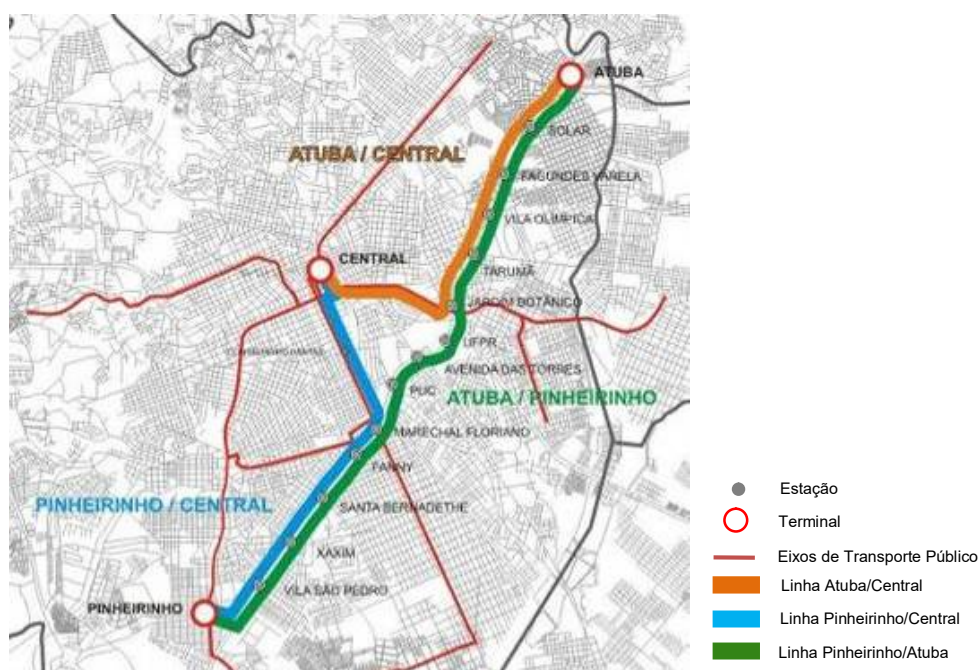 ATUBA
SOLAR
ATUBA / CENTRAL
FAGUNDES VARELA
VILA OLÍMPICA
CENTRAL
TARUMÃ
JARDIM BOTÂNICO
UFPR
AVENIDA DAS TORRES
PUC
ATUBA / PINHEIRINHO
MARECHAL FLORIANO
FANNY
PINHEIRINHO / CENTRAL
SANTA BERNADETHE
XAXIM
VILA SÃO PEDRO
PINHEIRINHO
Estação
Terminal
Eixos de Transporte Público
Linha Atuba/Central
Linha Pinheirinho/Central
Linha Pinheirinho/Atuba